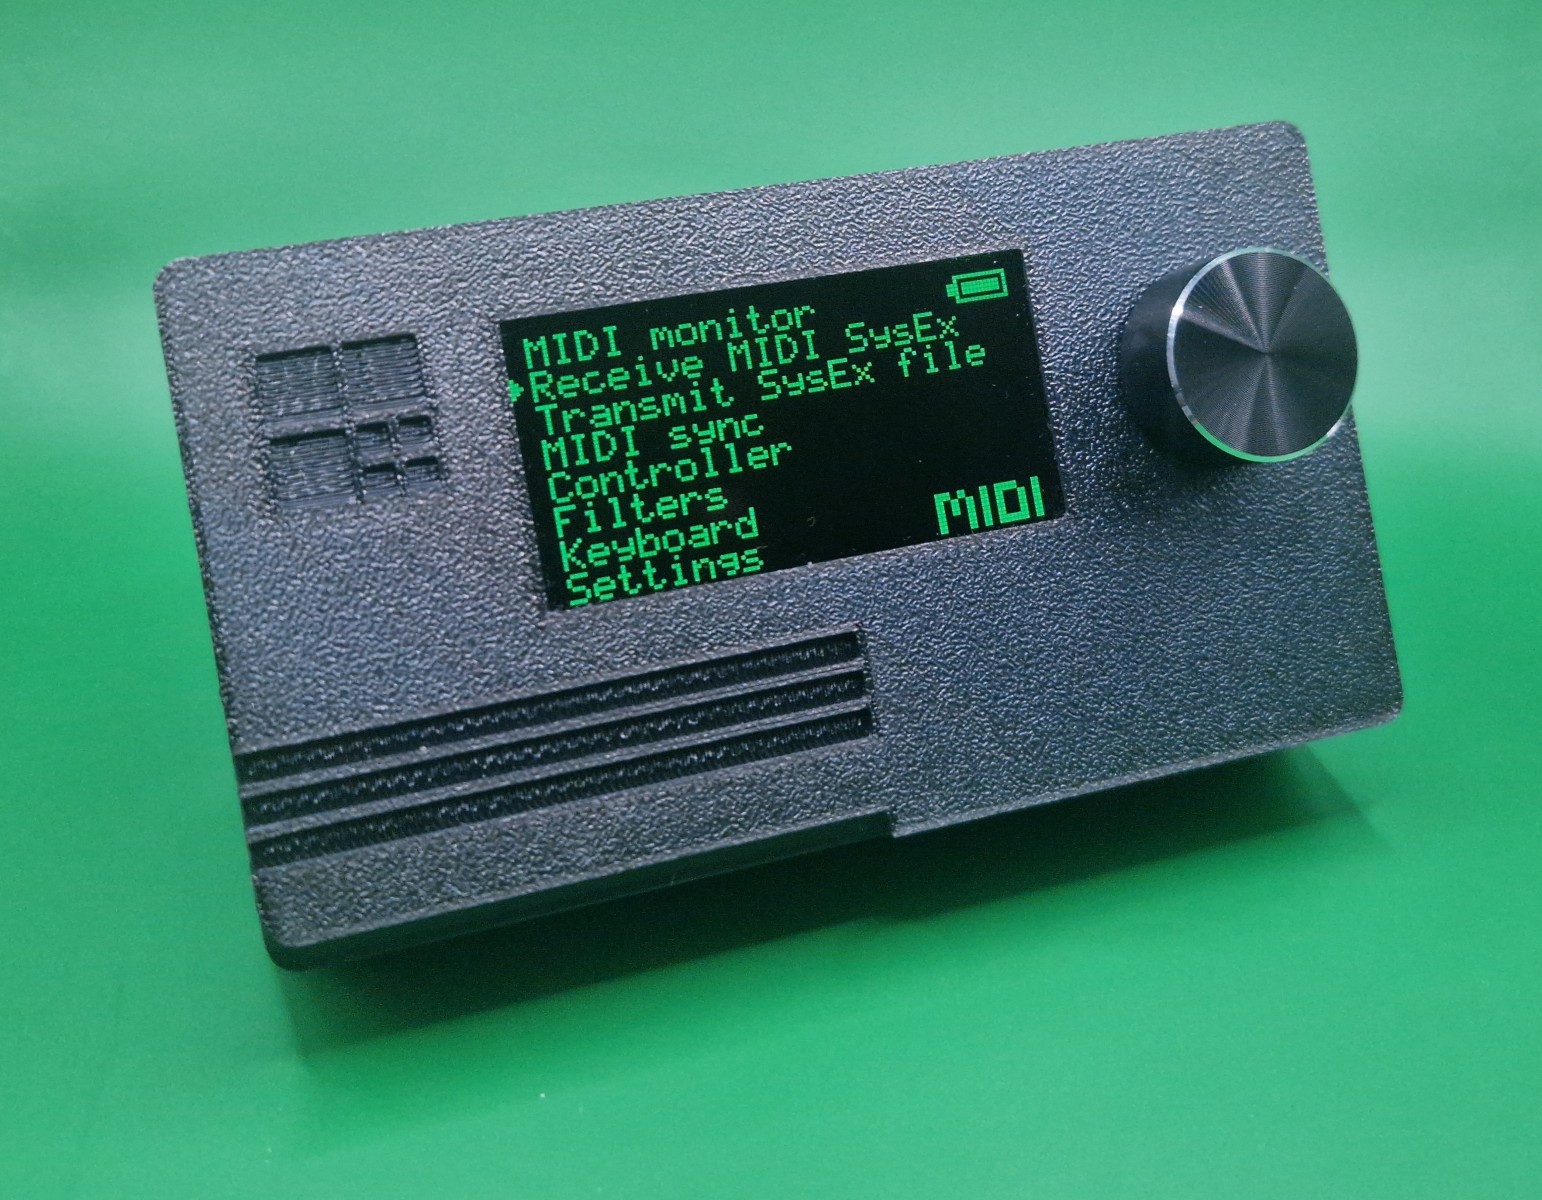 MIDI monitor
Receive MIDI SysEx
Transmit SysEx file
MIDI sync
Controller
Filters
Keyboard
Settings
MIDI